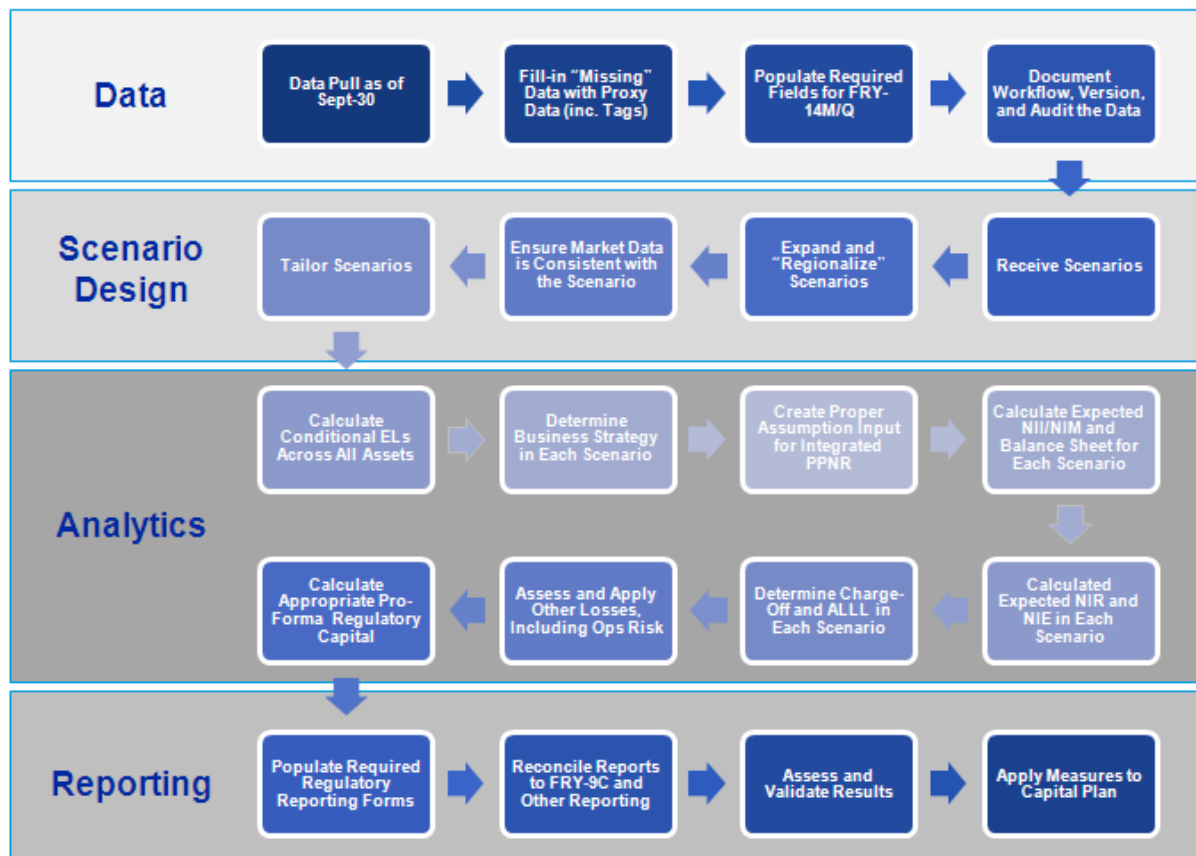 Data
Data Pull as of
Sept-30
Fill-in “Missing”
Data with Proxy
Data (inc. Tags)
Populate Required
Fields for FRY-
14M/Q
Document
Workflow, Version,
and Audit the Data
Scenario
Design
Tailor Scenarios
Ensure Market Data
is Consistent with
the Scenario
Expand and
“Regionalize”
Scenarios
Receive Scenarios
Analytics
Calculate
Conditional ELs
Across All Assets
Determine
Business Strategy
in Each Scenario
Create Proper
Assumption Input
for Integrated
PPNR
Calculate Expected
NII/NIM and
Balance Sheet for
Each Scenario
Calculate
Appropriate Pro-
Forma Regulatory
Capital
Assess and Apply
Other Losses,
Including Ops Risk
Determine Charge-
Off and ALLL in
Each Scenario
Calculated
Expected NIR and
NIE in Each
Scenario
Reporting
Populate Required
Regulatory
Reporting Forms
Reconcile Reports
to FRY-9C and
Other Reporting
Assess and
Validate Results
Apply Measures to
Capital Plan